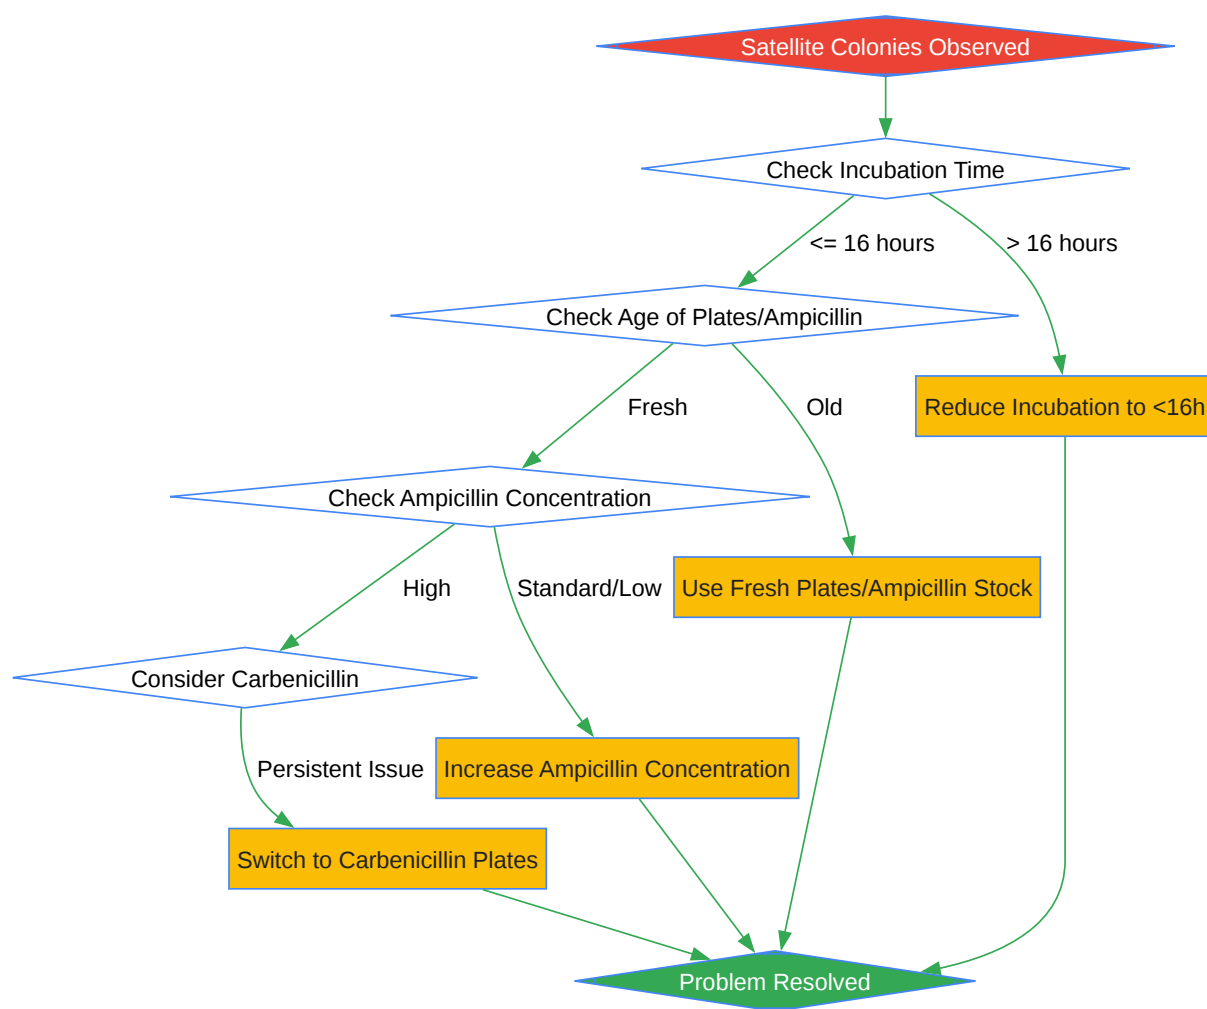 Satellite Colonies Observed
Check Incubation Time
<= 16 hours
> 16 hours
Check Age of Plates/Ampicillin
Fresh
Old
Reduce Incubation to <16h
Check Ampicillin Concentration
High
Standard/Low
Use Fresh Plates/Ampicillin Stock
Consider Carbenicillin
Persistent Issue
Increase Ampicillin Concentration
Switch to Carbenicillin Plates
Problem Resolved